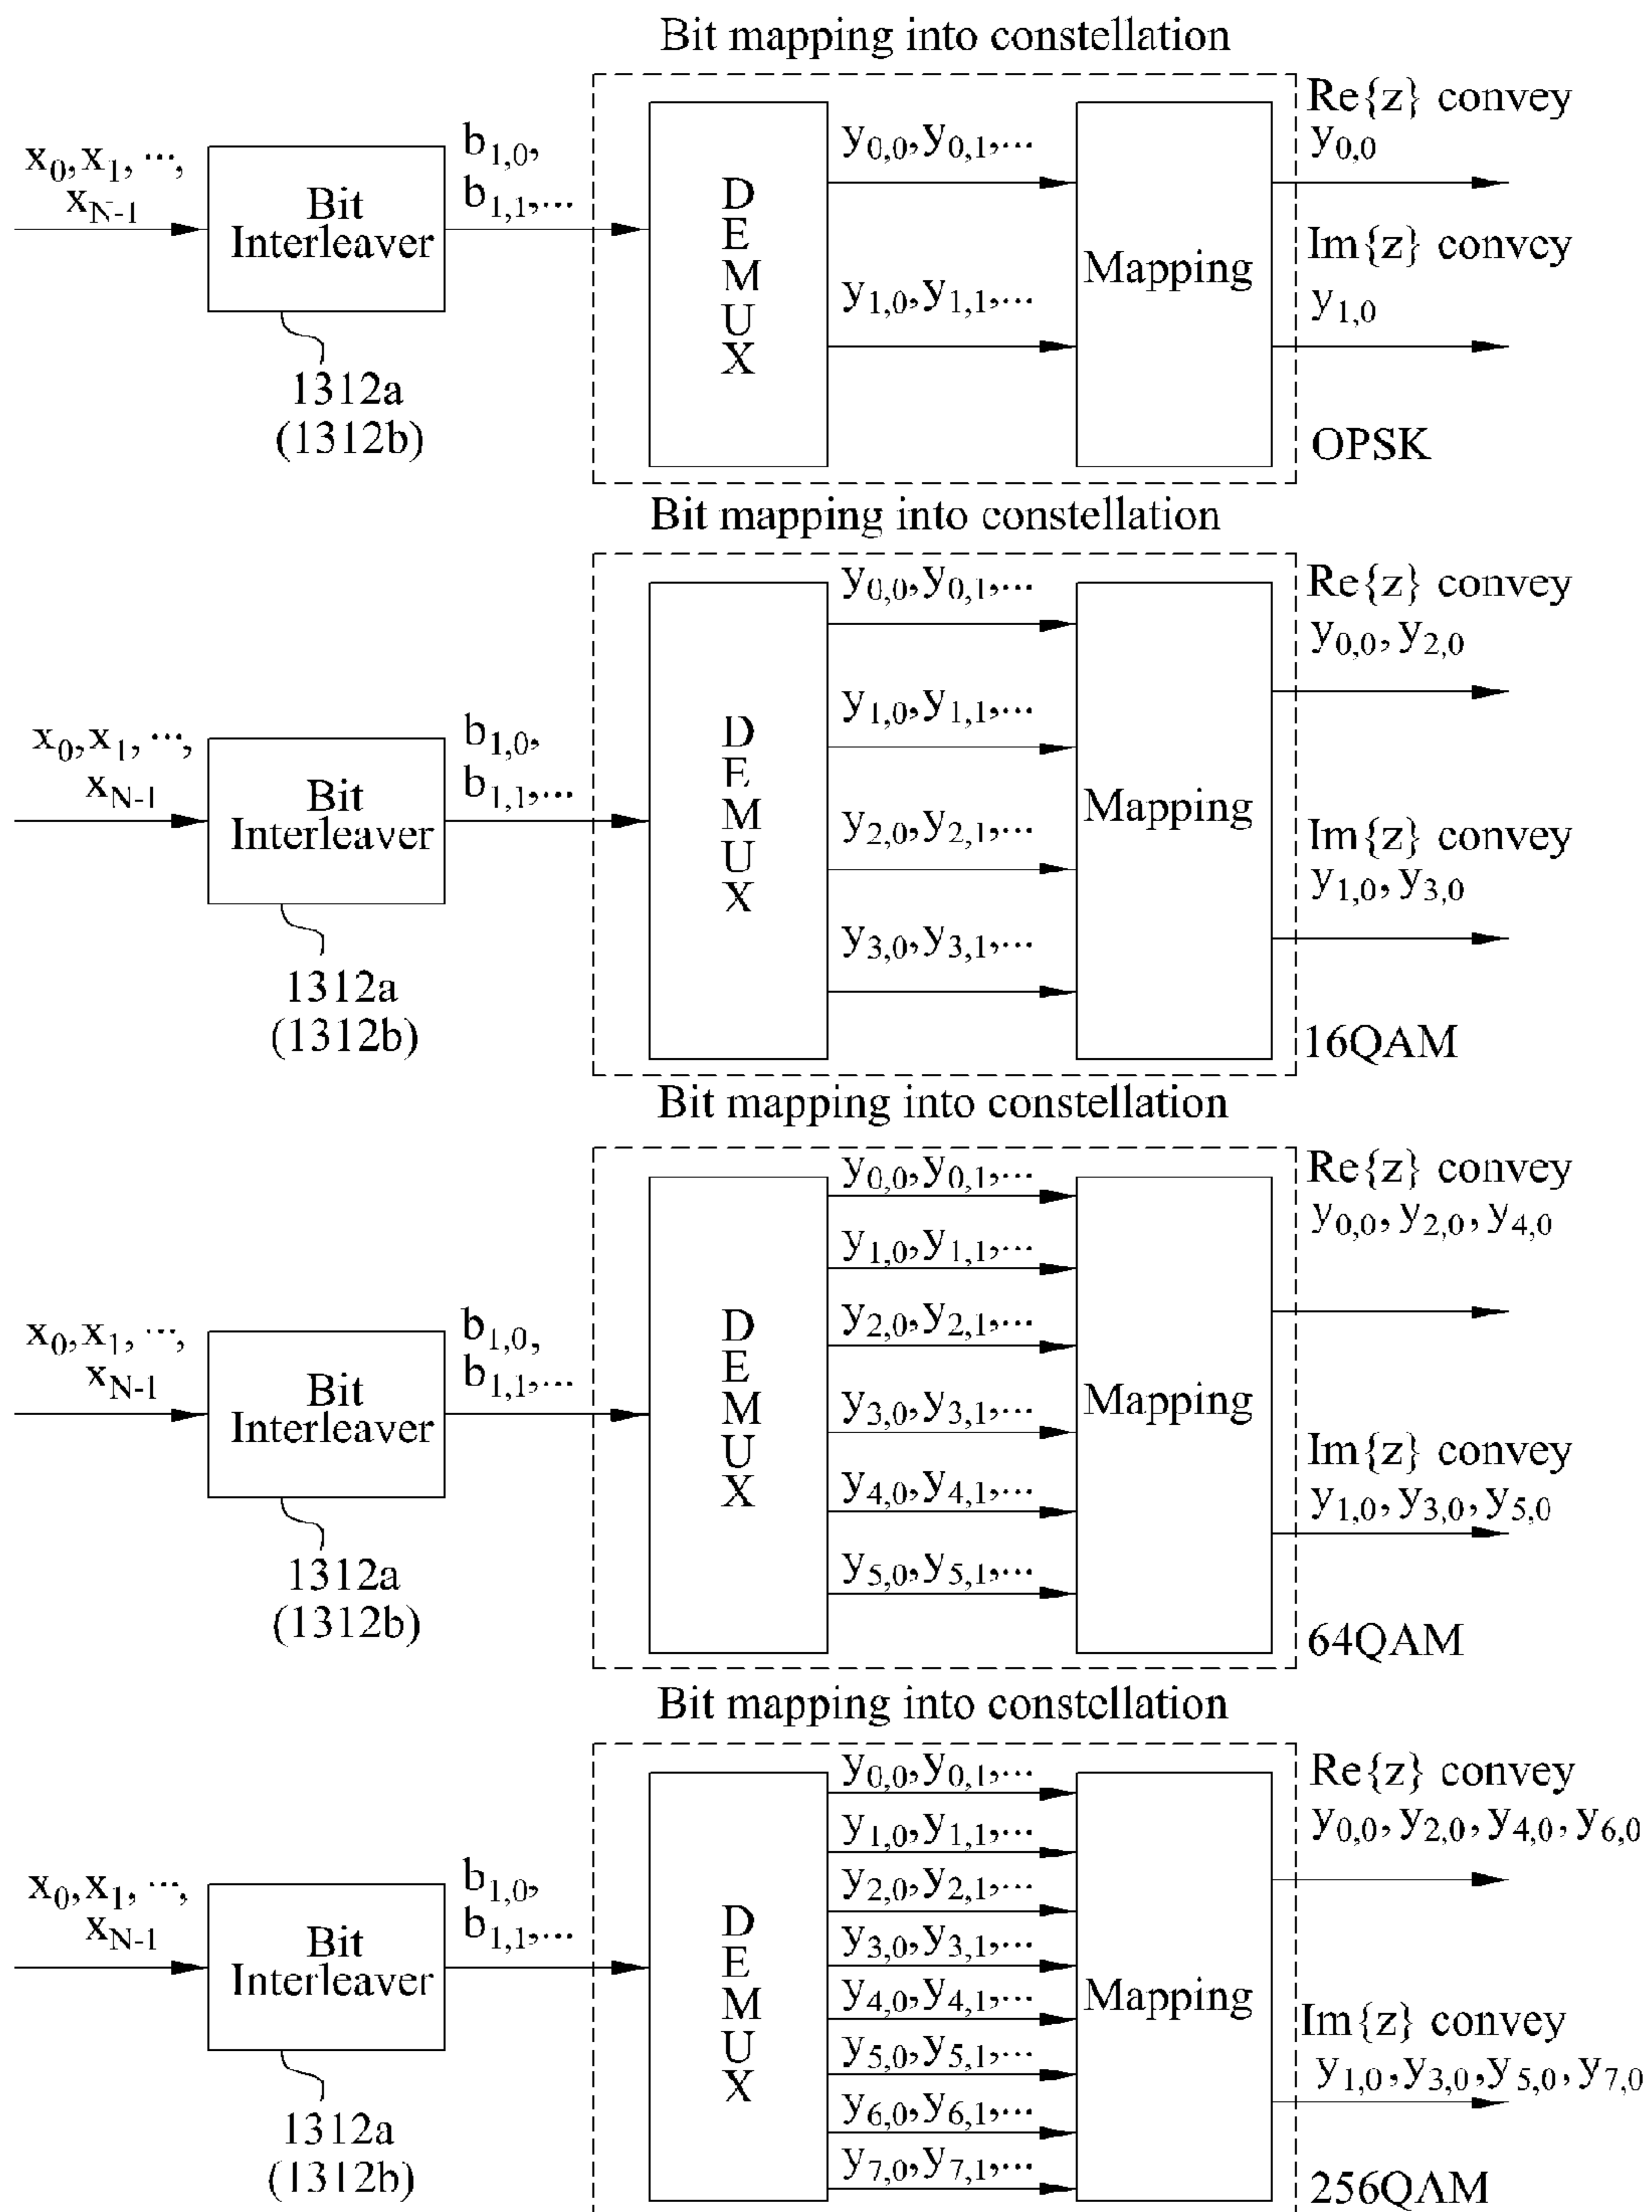 Bit mapping into constellation
x0,x1, ...,
xN-1
Bit
Interleaver
1312a
(1312b)
b1,0,
b1,1,...
D
E
M
U
X
y0,0,y0,1,...
y1,0,y1,1,...
Mapping
Re{z} convey
y0,0
Im{z} convey
y1,0
OPSK
Bit mapping into constellation
x0,x1, ...,
xN-1
Bit
Interleaver
1312a
(1312b)
b1,0,
b1,1,...
D
E
M
U
X
y0,0,y0,1,...
y1,0,y1,1,...
y2,0,y2,1,...
y3,0,y3,1,...
Mapping
Re{z} convey
y0,0,y2,0
Im{z} convey
y1,0,y3,0
16QAM
Bit mapping into constellation
x0,x1, ...,
xN-1
Bit
Interleaver
1312a
(1312b)
b1,0,
b1,1,...
D
E
M
U
X
y0,0,y0,1,...
y1,0,y1,1,...
y2,0,y2,1,...
y3,0,y3,1,...
y4,0,y4,1,...
y5,0,y5,1,...
Mapping
Re{z} convey
y0,0,y2,0,y4,0
Im{z} convey
y1,0,y3,0,y5,0
64QAM
Bit mapping into constellation
x0,x1, ...,
xN-1
Bit
Interleaver
1312a
(1312b)
b1,0,
b1,1,...
D
E
M
U
X
y0,0,y0,1,...
y1,0,y1,1,...
y2,0,y2,1,...
y3,0,y3,1,...
y4,0,y4,1,...
y5,0,y5,1,...
y6,0,y6,1,...
y7,0,y7,1,...
Mapping
Re{z} convey
y0,0,y2,0,y4,0,y6,0
Im{z} convey
y1,0,y3,0,y5,0,y7,0
256QAM